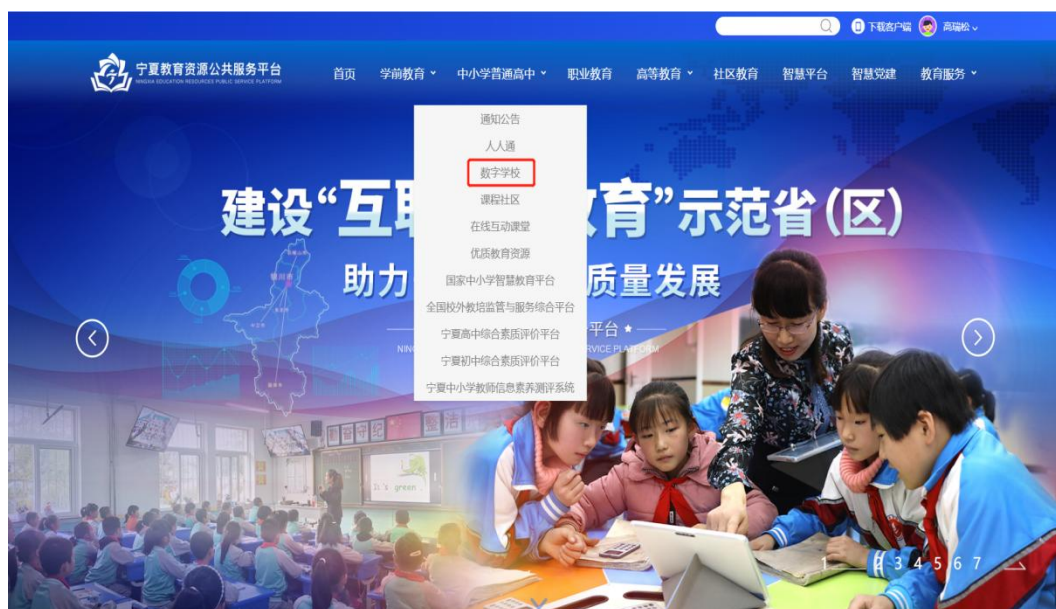 下载客户端
高瑞松
宁夏教育资源公共服务平台
NINGXIA EDUCATION RESOURCES PUBLIC SERVICE PLATFORM
首页 学前教育 中小学普通高中 职业教育 高等教育 社区教育 智慧平台 智慧党建 教育服务
通知公告
人人通
数字学校
课程社区
在线互动课堂
优质教育资源
国家中小学智慧教育平台
全国校外教培监管与服务综合平台
宁夏高中综合素质评价平台
宁夏初中综合素质评价平台
宁夏中小学教师信息素养测评系统
建设“互 育”示范省(区)
助力 质量发展
平台
NIN RVICE PLATFORM
银川市
It's green.
1 2 3 4 5 6 7